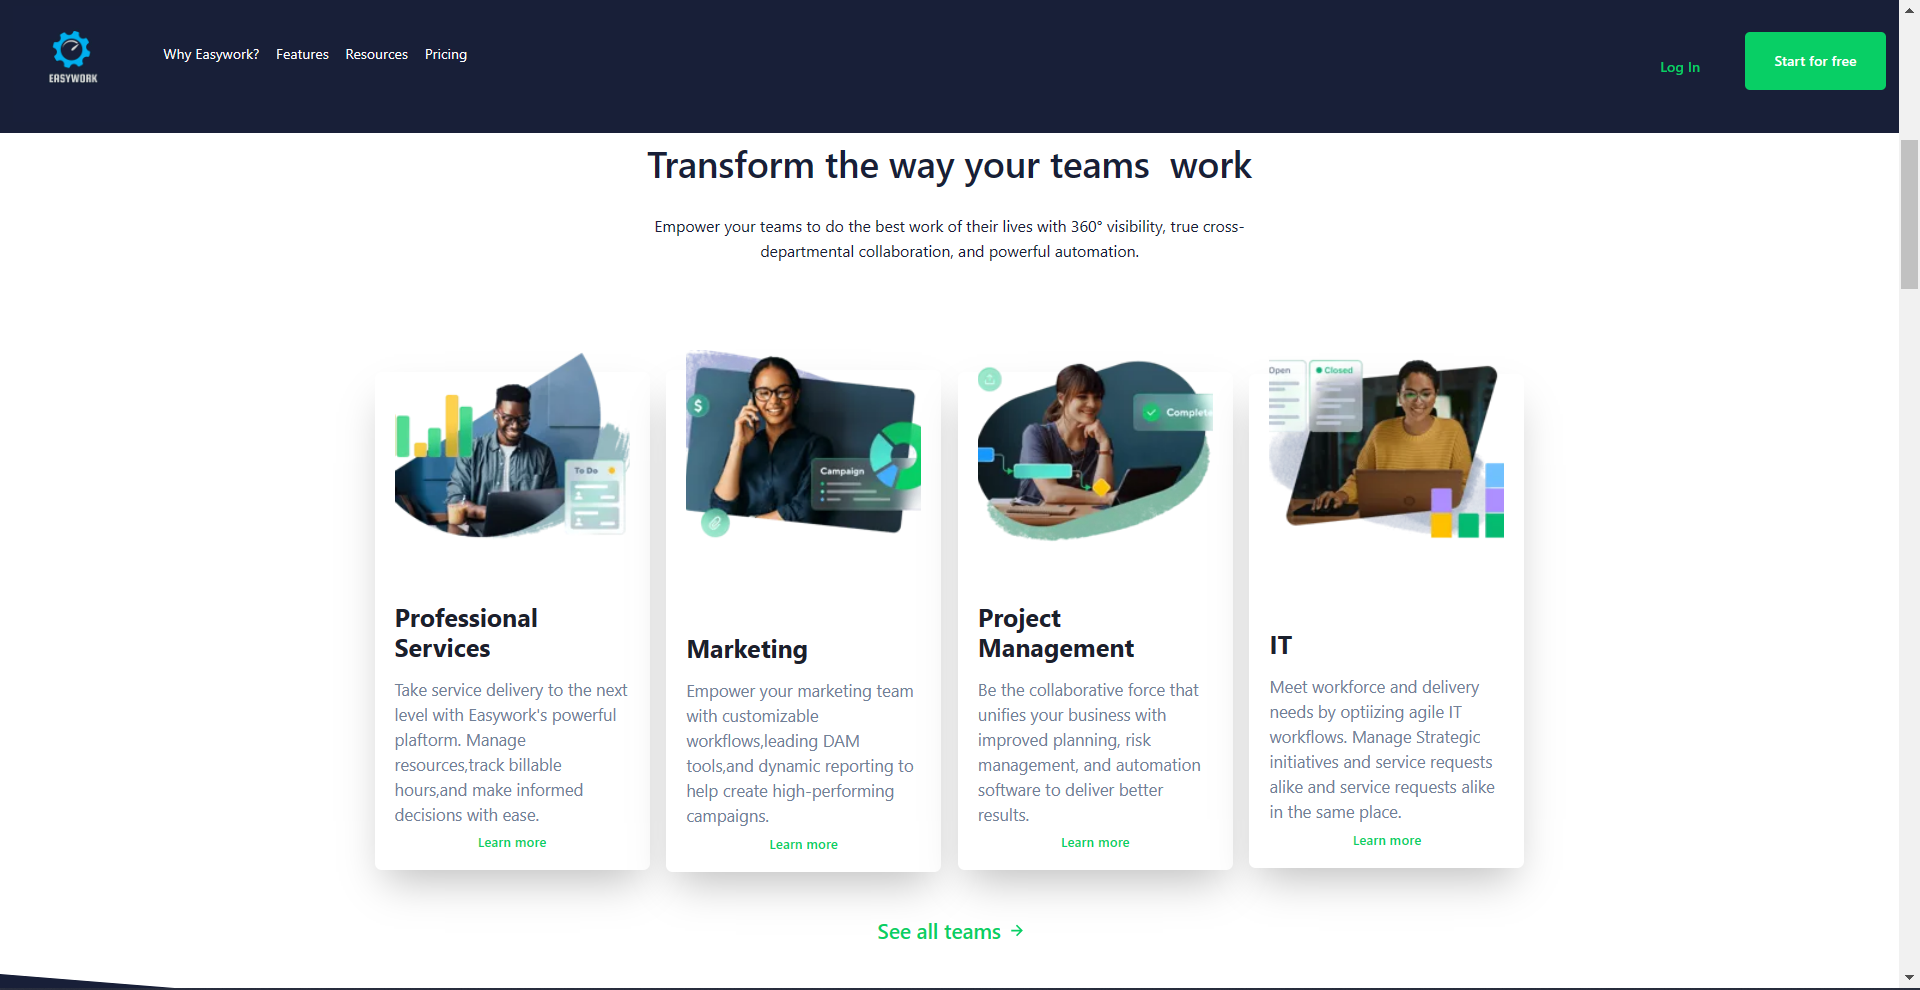 EASYWORK
Why Easywork? Features Resources Pricing
Log In
Start for free
Transform the way your teams  work
Empower your teams to do the best work of their lives with 360° visibility, true cross-
departmental collaboration, and powerful automation.
To Do
$
Campaign
Complete
Open
Closed
Professional
Services
Take service delivery to the next
level with Easywork's powerful
plaftorm. Manage
resources,track billable
hours,and make informed
decisions with ease.
Learn more
Marketing
Empower your marketing team
with customizable
workflows,leading DAM
tools,and dynamic reporting to
help create high-performing
campaigns.
Learn more
Project
Management
Be the collaborative force that
unifies your business with
improved planning, risk
management, and automation
software to deliver better
results.
Learn more
IT
Meet workforce and delivery
needs by optiizing agile IT
workflows. Manage Strategic
initiatives and service requests
alike and service requests alike
in the same place.
Learn more
See all teams →